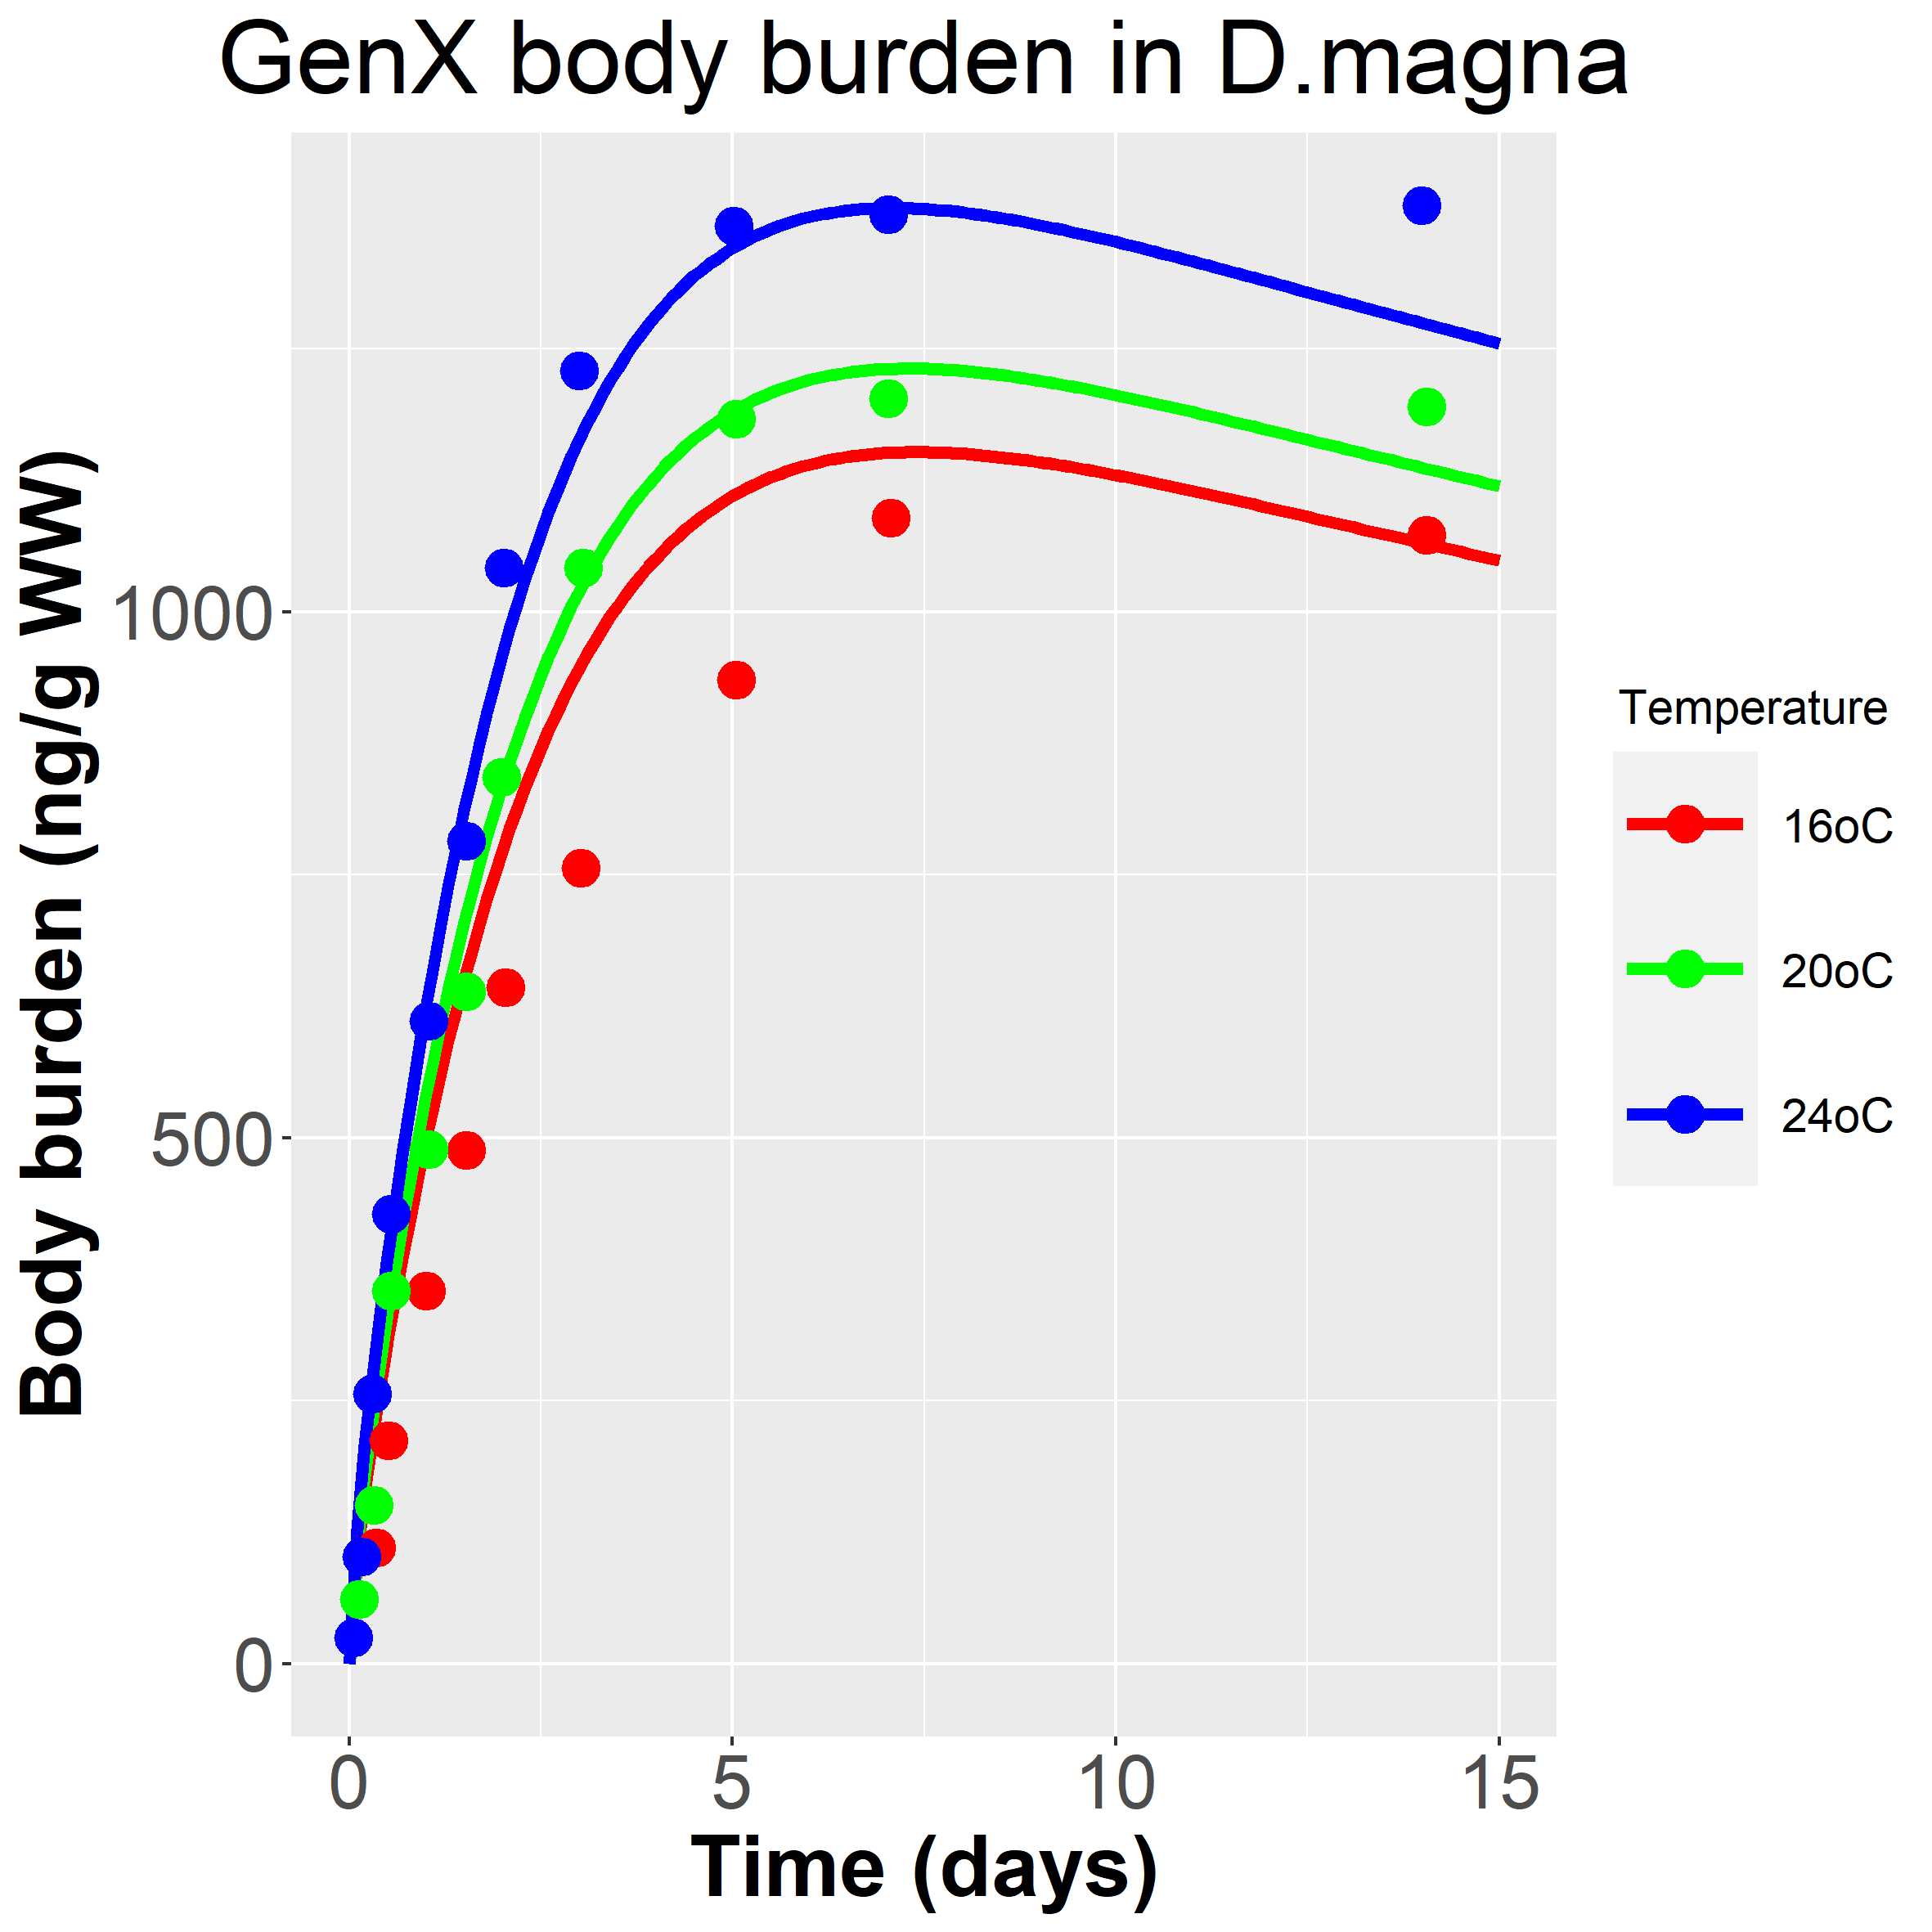 GenX body burden in D.magna
Body burden (ng/g WW)
1000
500
0
0 5 10 15
Time (days)
Temperature
16oC
20oC
24oC